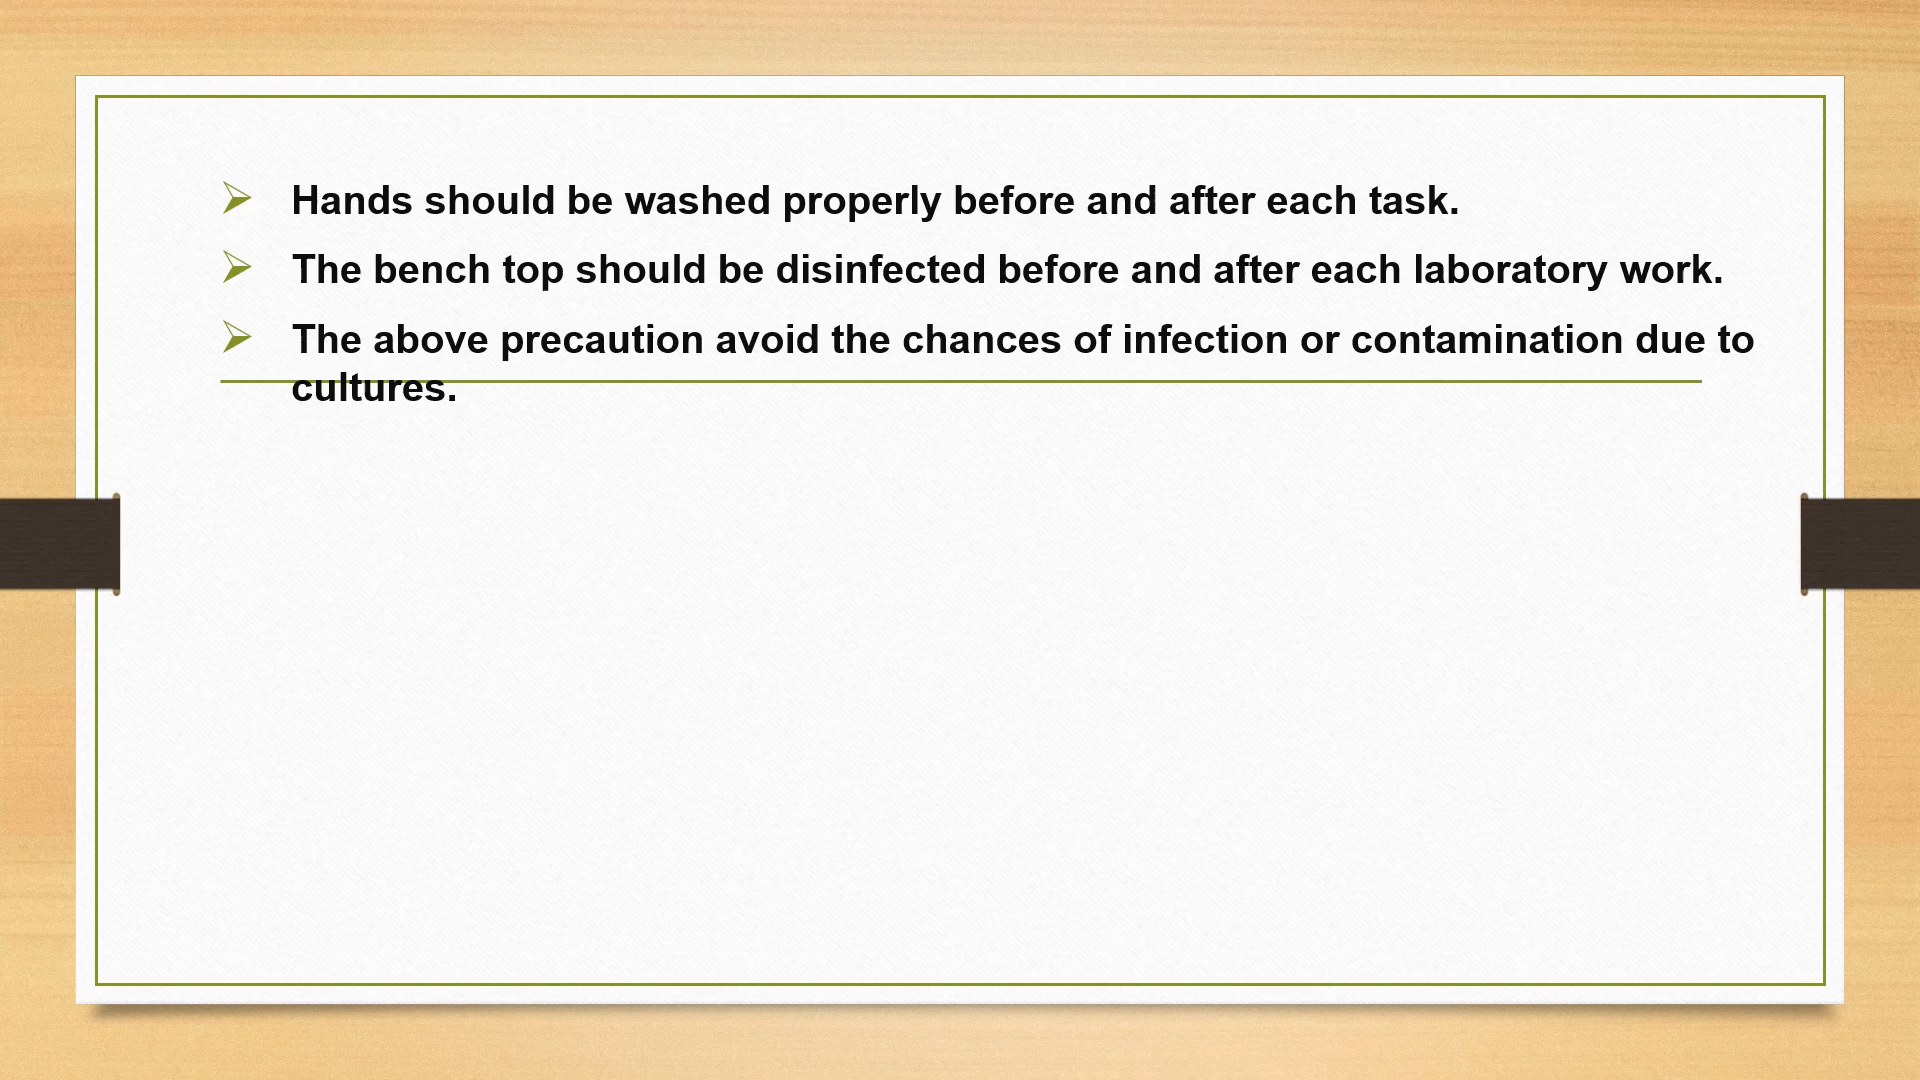 Hands should be washed properly before and after each task.
The bench top should be disinfected before and after each laboratory work.
The above precaution avoid the chances of infection or contamination due to
cultures.